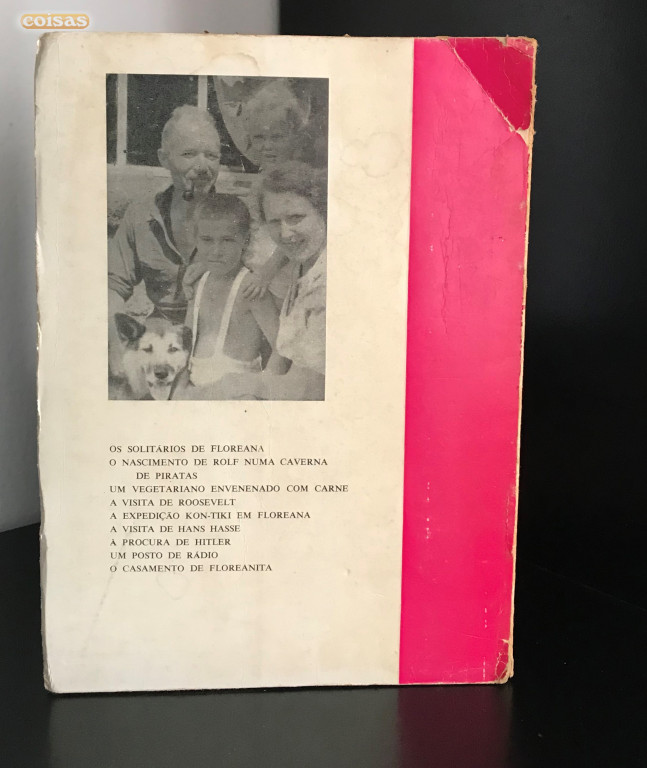 coisas
OS SOLITÁRIOS DE FLOREANA
O NASCIMENTO DE ROLF NUMA CAVERNA
DE PIRATAS
UM VEGETARIANO ENVENENADO COM CARNE
A VISITA DE ROOSEVELT
A EXPEDIÇÃO KON-TIKI EM FLOREANA
A VISITA DE HANS HASSE
À PROCURA DE HITLER
UM POSTO DE RÁDIO
O CASAMENTO DE FLOREANITA